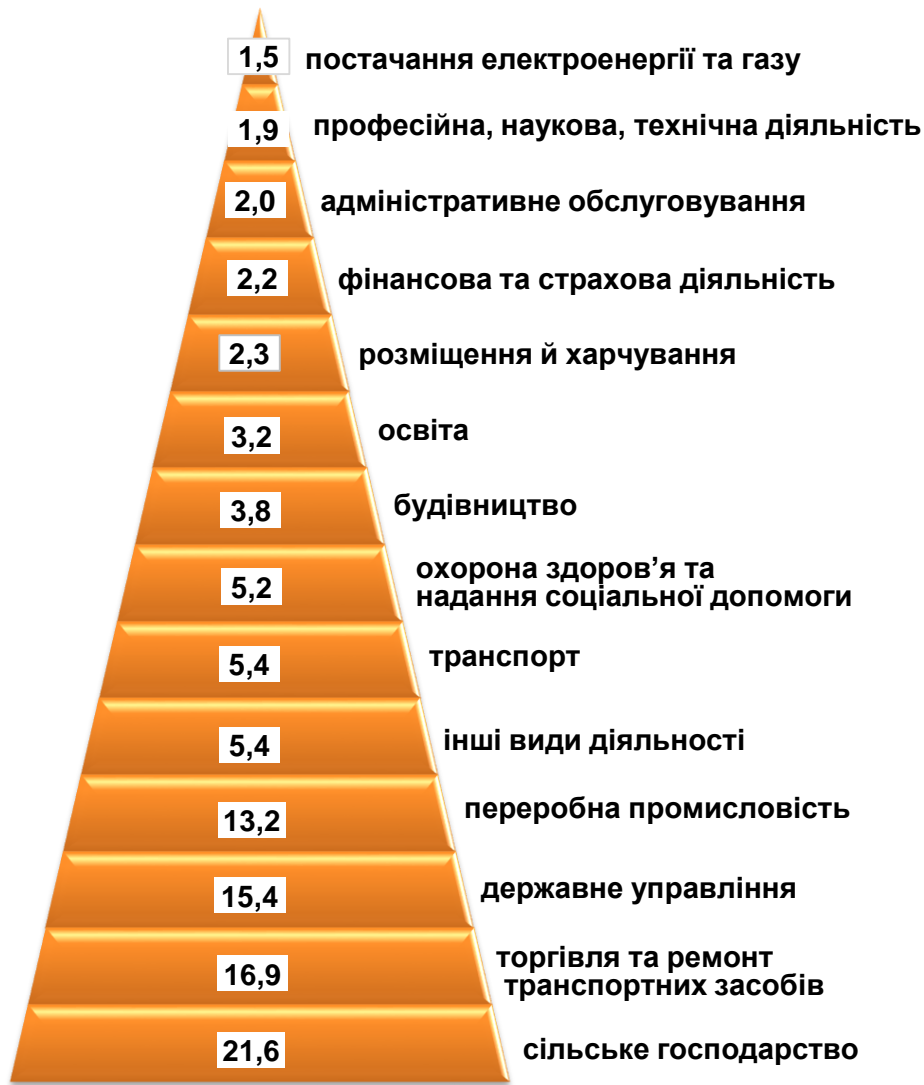 1,5 постачання електроенергії та газу
1,9 професійна, наукова, технічна діяльність
2,0 адміністративне обслуговування
2,2 фінансова та страхова діяльність
2,3 розміщення й харчування
3,2 освіта
3,8 будівництво
5,2 охорона здоров’я та
надання соціальної допомоги
5,4 транспорт
5,4 інші види діяльності
13,2 переробна промисловість
15,4 державне управління
16,9 торгівля та ремонт
транспортних засобів
21,6 сільське господарство